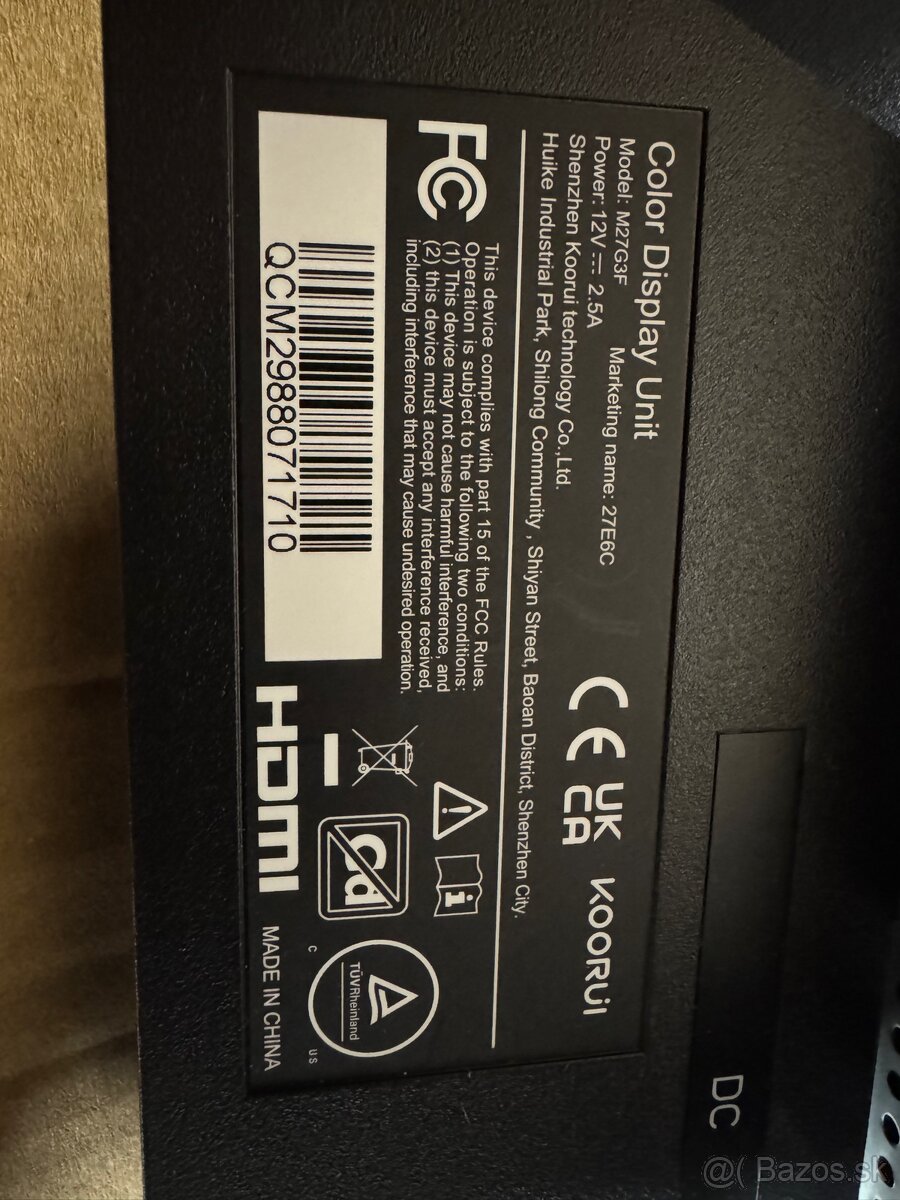 Color Display Unit
Model: M27G3F Marketing name: 27E6C
Power: 12V ⎓ 2.5A
Shenzhen Koorui technology Co.,Ltd.
Huike Industrial Park, Shilong Community , Shiyan Street, Baoan District, Shenzhen City.
CE UK CA KOORUI
FC
This device complies with part 15 of the FCC Rules.
Operation is subject to the following two conditions:
(1) This device may not cause harmful interference, and
(2) this device must accept any interference received,
including interference that may cause undesired operation.
QCM2988071710
Cd
TÜVRheinland
C US
HDMI
MADE IN CHINA
DC
@( Bazos.sk